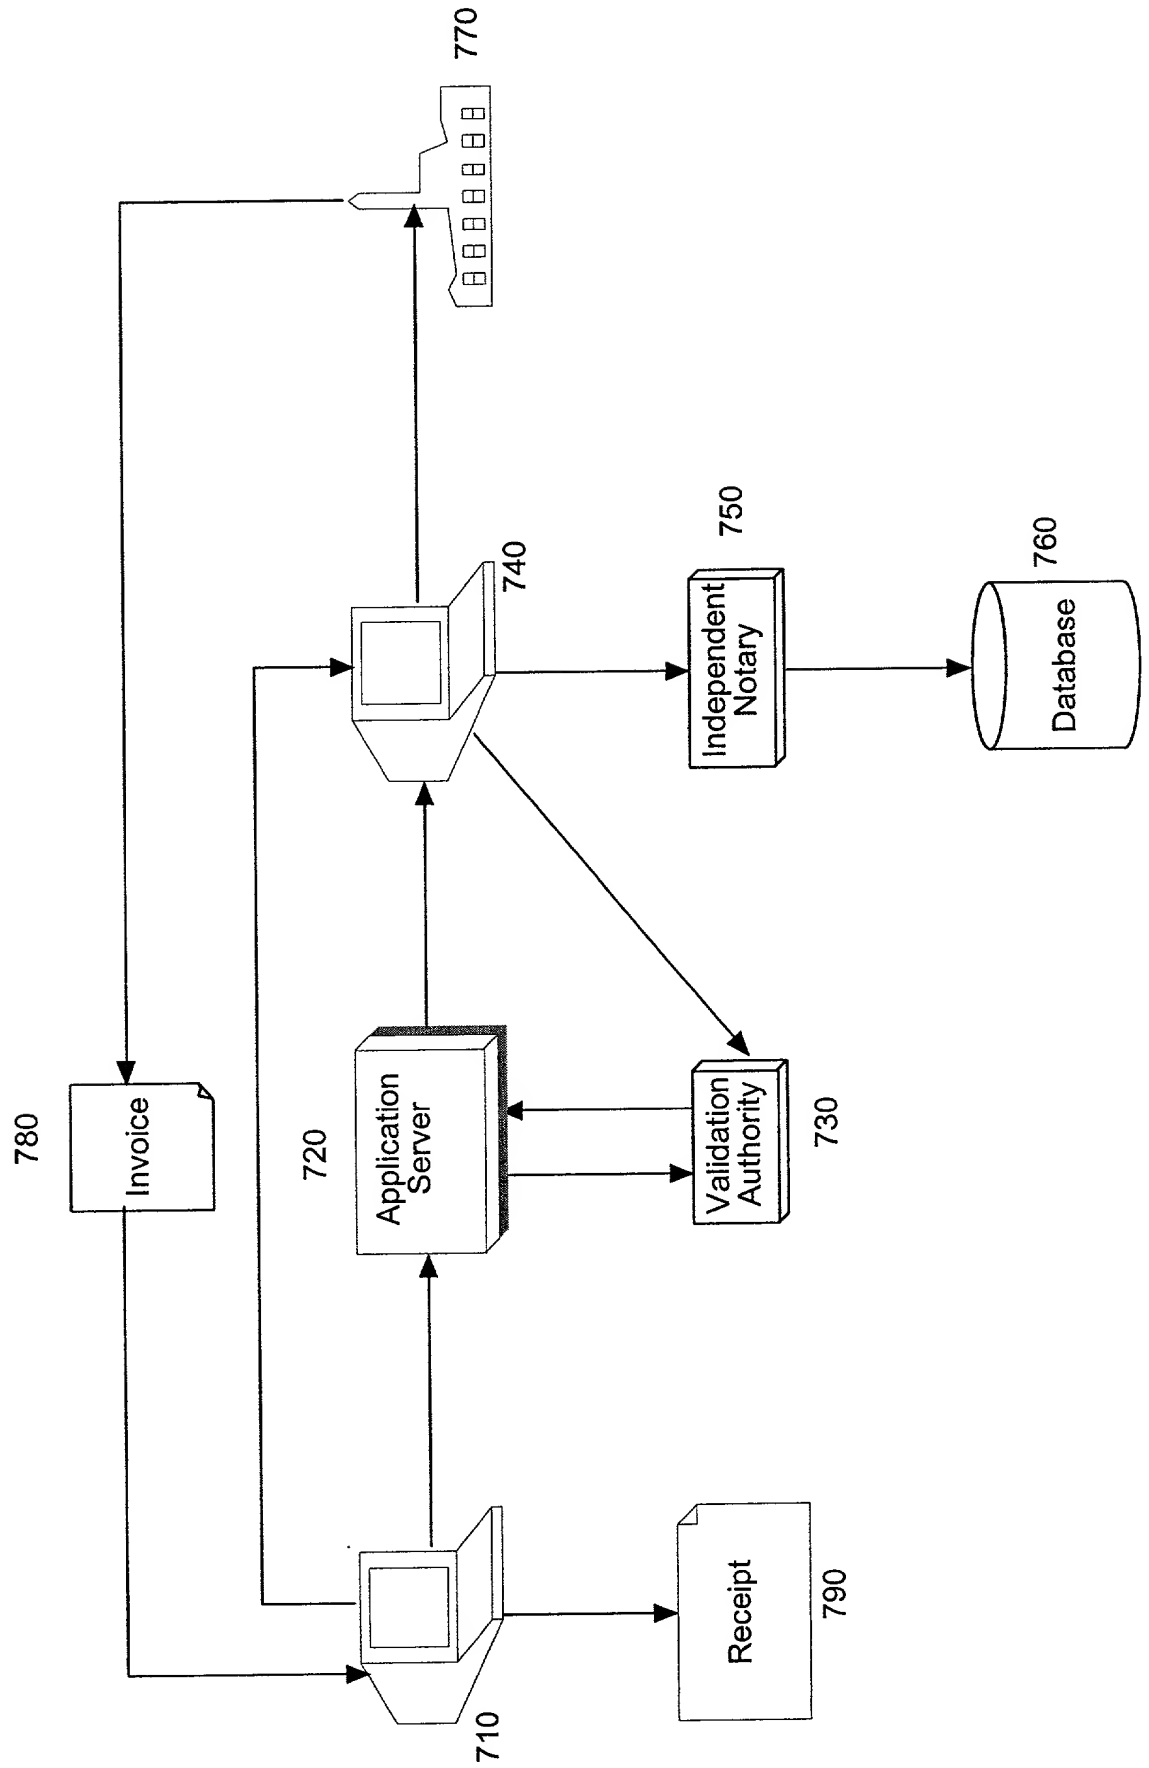 780
Invoice
770
720
Application
Server
740
710
Validation
Authority
730
Independent
Notary
750
Receipt
790
Database
760